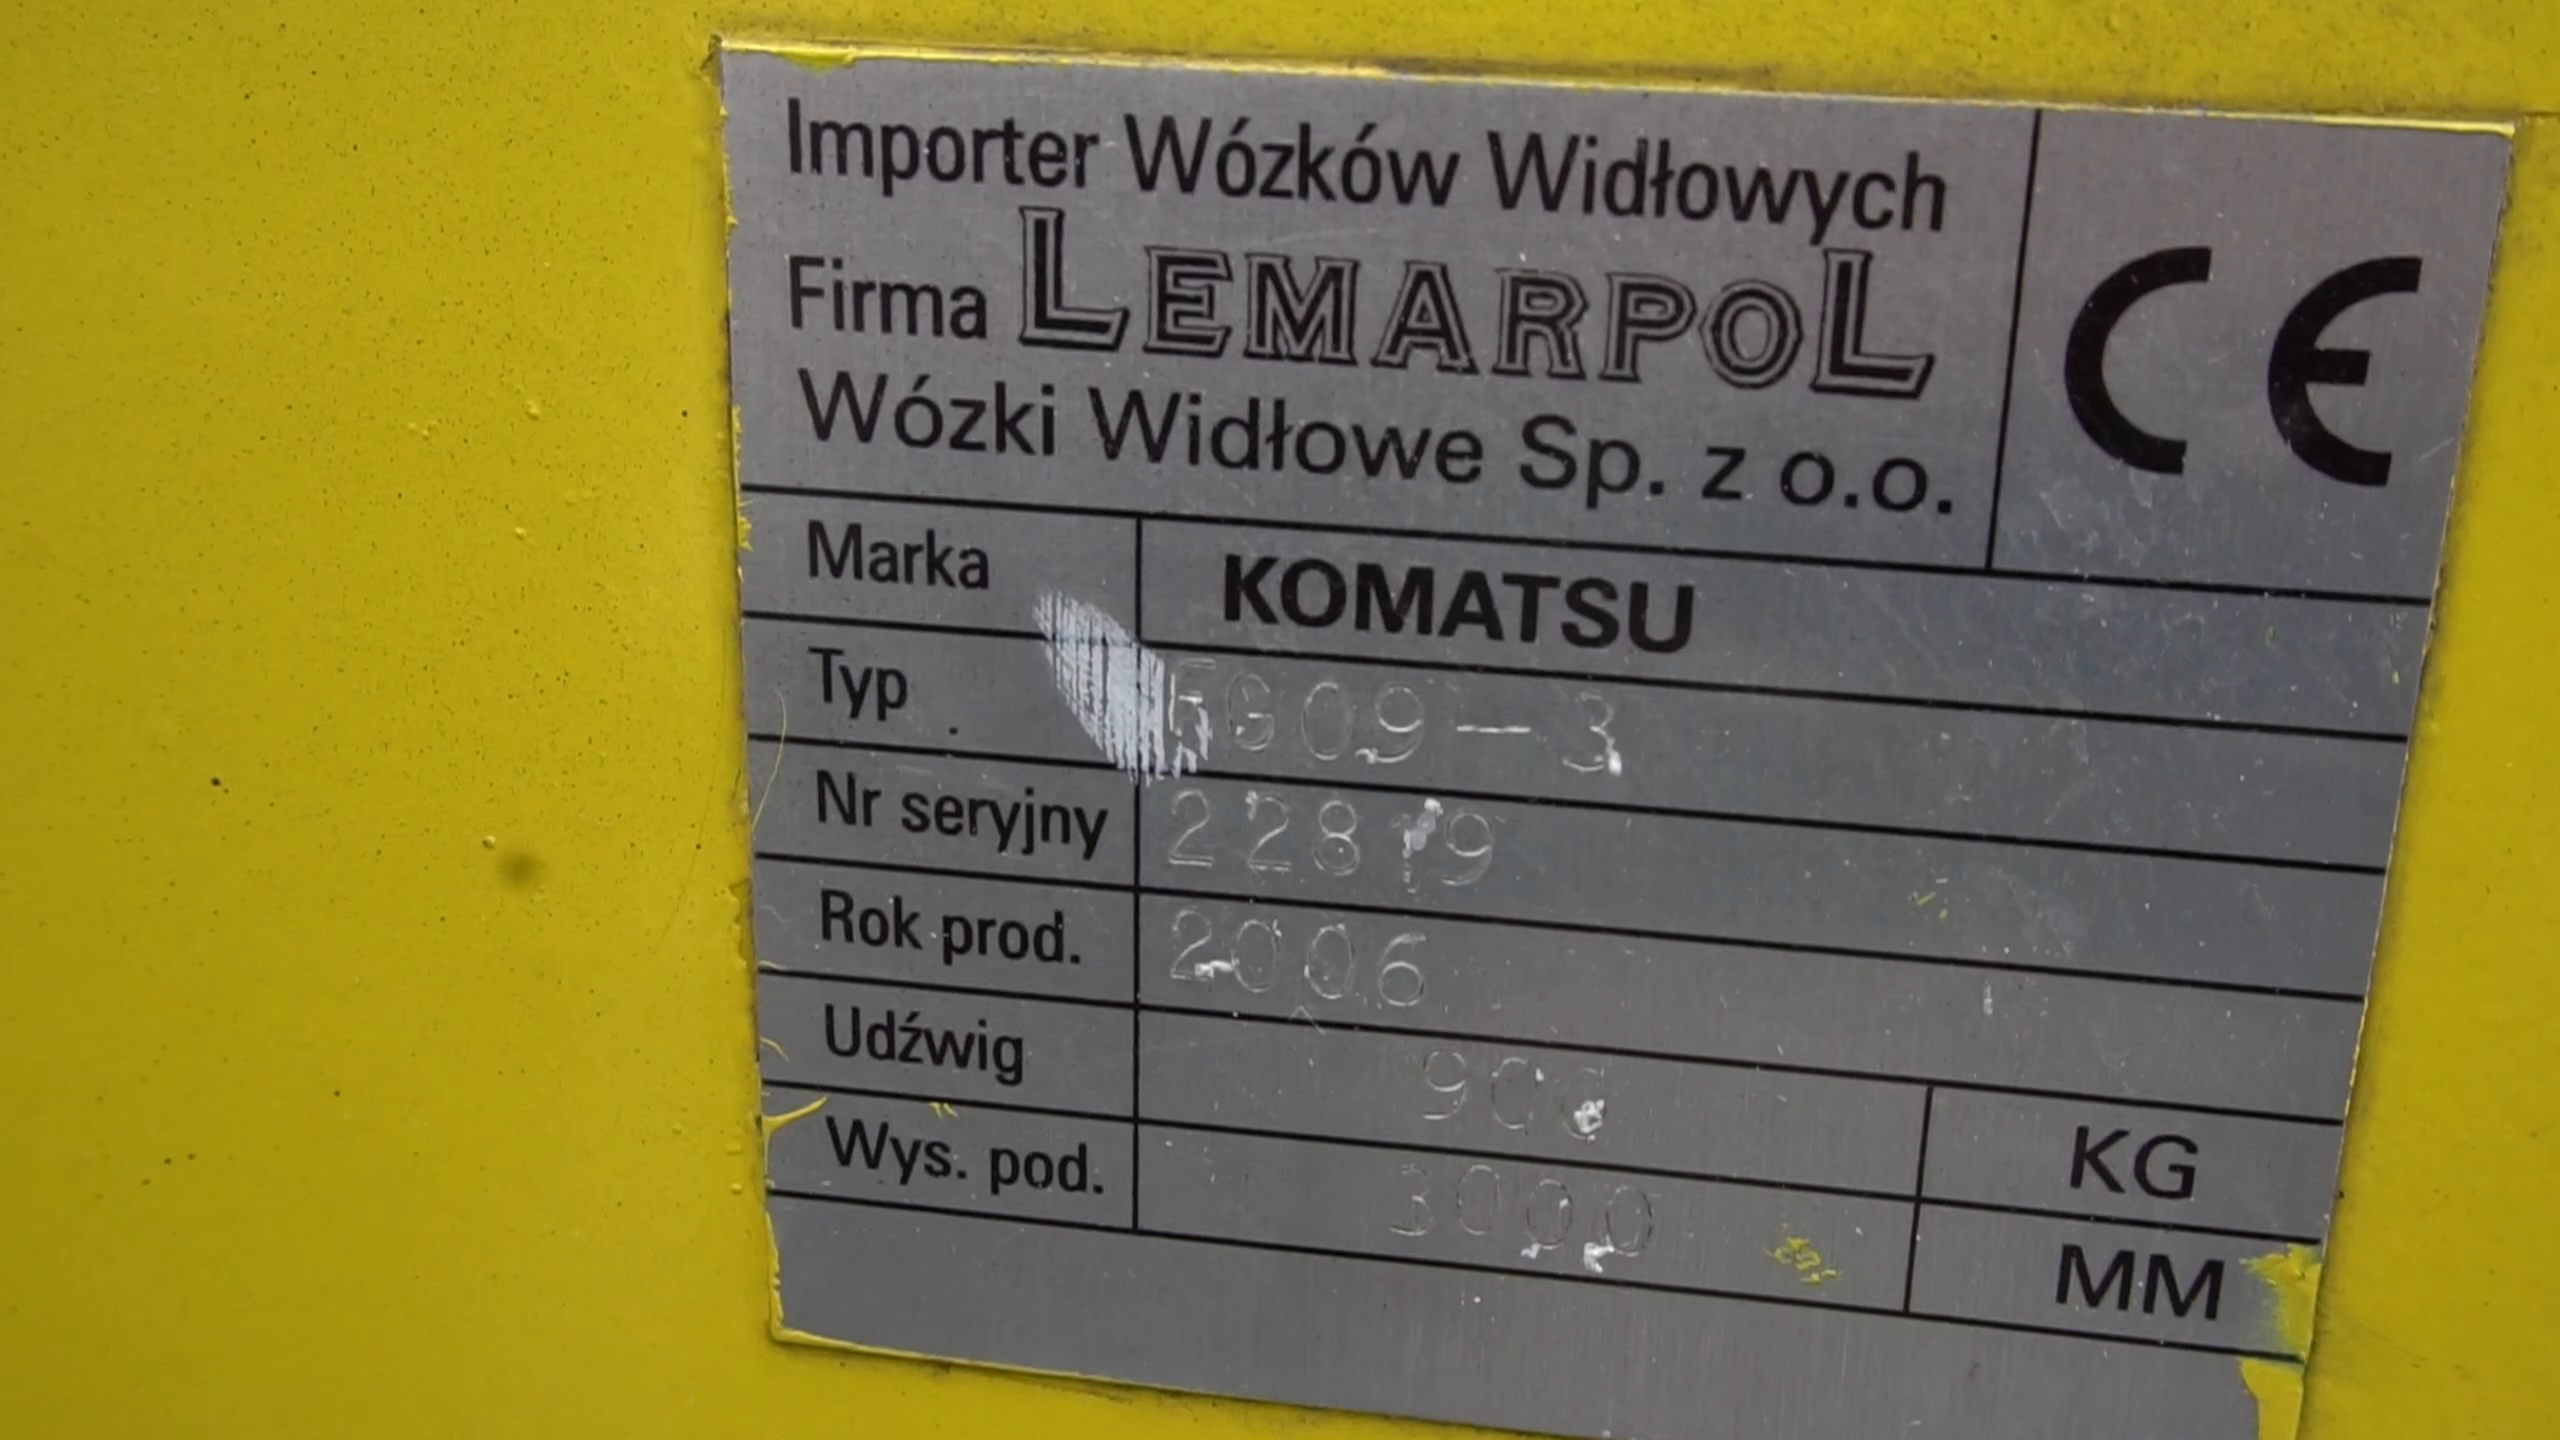 Importer Wózków Widłowych
Firma LEMARPOL
Wózki Widłowe Sp. z o.o.
CE
Marka KOMATSU
Typ
Nr seryjny
Rok prod. 2006
Udźwig 900 KG
Wys. pod. 3000 MM